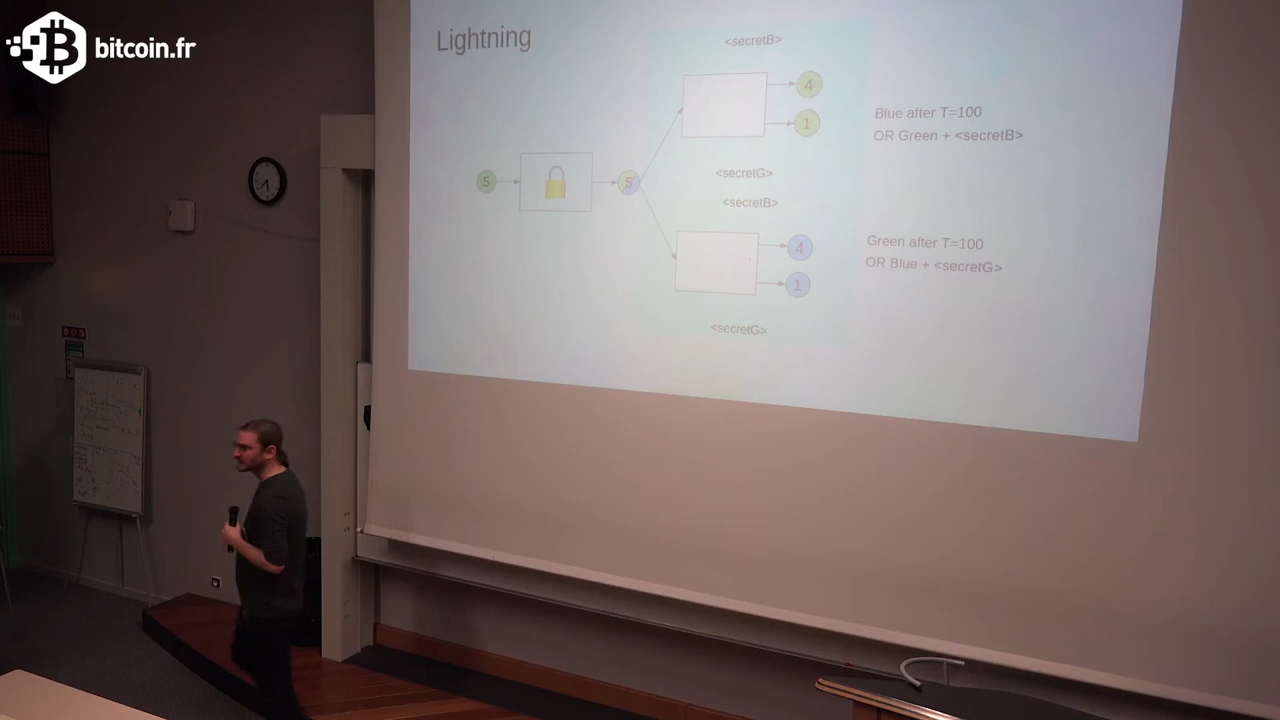 bitcoin.fr
Lightning
<secretB>
4
1
Blue after T=100
OR Green + <secretB>
<secretG>
5
5
<secretB>
4
1
Green after T=100
OR Blue + <secretG>
<secretG>